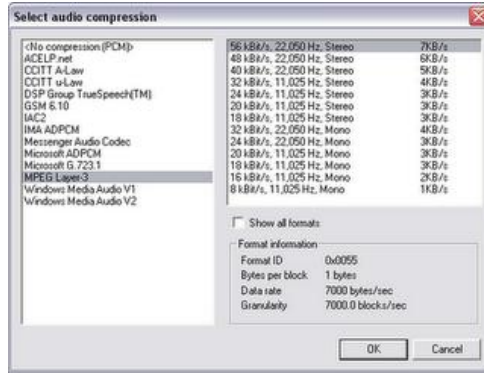 Select audio compression
<No compression (PCM)>
ACELP.net
CCITT A-Law
CCITT u-Law
DSP Group TrueSpeech(TM)
GSM 6.10
IAC2
IMA ADPCM
Messenger Audio Codec
Microsoft ADPCM
Microsoft G.723.1
MPEG Layer-3
Windows Media Audio V1
Windows Media Audio V2
56 kBit/s, 22,050 Hz, Stereo 7KB/s
48 kBit/s, 22,050 Hz, Stereo 6KB/s
40 kBit/s, 22,050 Hz, Stereo 5KB/s
32 kBit/s, 11,025 Hz, Stereo 4KB/s
24 kBit/s, 11,025 Hz, Stereo 3KB/s
20 kBit/s, 11,025 Hz, Stereo 3KB/s
18 kBit/s, 11,025 Hz, Stereo 3KB/s
32 kBit/s, 22,050 Hz, Mono 4KB/s
24 kBit/s, 22,050 Hz, Mono 3KB/s
20 kBit/s, 11,025 Hz, Mono 3KB/s
18 kBit/s, 11,025 Hz, Mono 3KB/s
16 kBit/s, 11,025 Hz, Mono 2KB/s
8 kBit/s, 11,025 Hz, Mono 1KB/s
Show all formats
Format information
Format ID 0x0055
Bytes per block 1 bytes
Data rate 7000 bytes/sec
Granularity 7000.0 blocks/sec
OK
Cancel